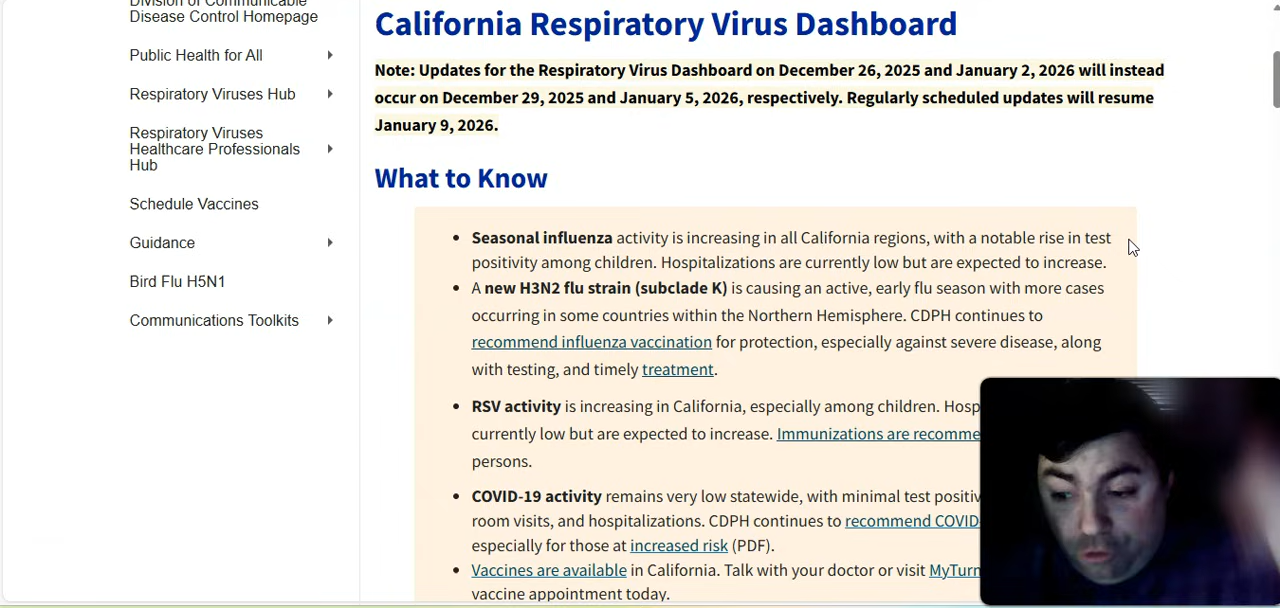 Division of Communicable
Disease Control Homepage
Public Health for All
Respiratory Viruses Hub
Respiratory Viruses
Healthcare Professionals
Hub
Schedule Vaccines
Guidance
Bird Flu H5N1
Communications Toolkits
California Respiratory Virus Dashboard
Note: Updates for the Respiratory Virus Dashboard on December 26, 2025 and January 2, 2026 will instead
occur on December 29, 2025 and January 5, 2026, respectively. Regularly scheduled updates will resume
January 9, 2026.
What to Know
Seasonal influenza activity is increasing in all California regions, with a notable rise in test
positivity among children. Hospitalizations are currently low but are expected to increase.
A new H3N2 flu strain (subclade K) is causing an active, early flu season with more cases
occurring in some countries within the Northern Hemisphere. CDPH continues to
recommend influenza vaccination for protection, especially against severe disease, along
with testing, and timely treatment.
RSV activity is increasing in California, especially among children. Hosp
currently low but are expected to increase. Immunizations are recomme
persons.
COVID-19 activity remains very low statewide, with minimal test positiv
room visits, and hospitalizations. CDPH continues to recommend COVID
especially for those at increased risk (PDF).
Vaccines are available in California. Talk with your doctor or visit MyTurn
vaccine appointment today.